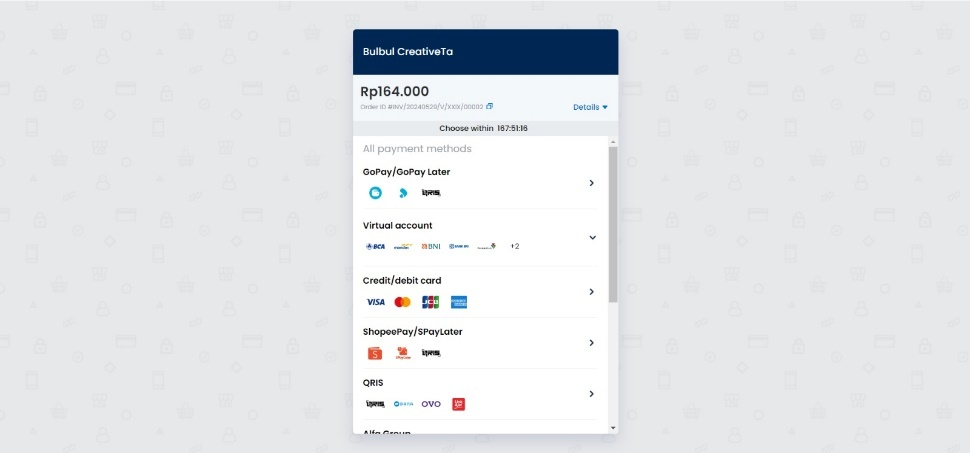 Bulbul CreativeTa
Rp164.000
Order ID #INV/20240529/V/XXIX/00002
Details
Choose within 167:51:16
All payment methods
GoPay/GoPay Later
Virtual account
BCA BNI +2
Credit/debit card
VISA JCB
ShopeePay/SPayLater
S
QRIS
DANA OVO
Alfa Group